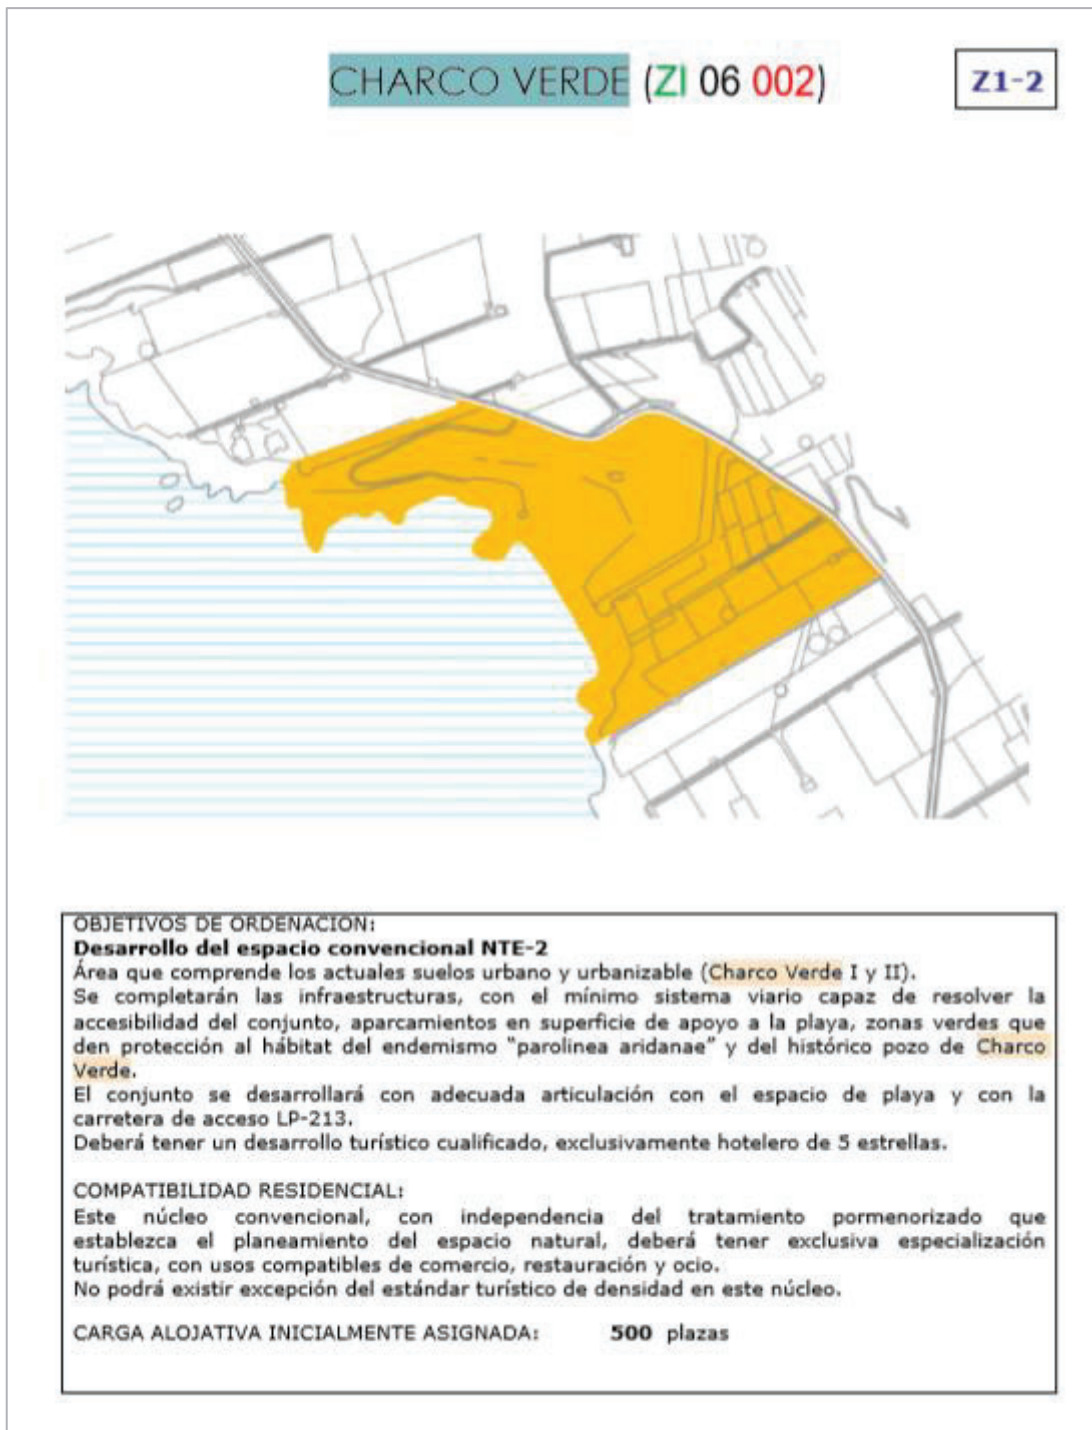 CHARCO VERDE (ZI 06 002)
Z1-2
OBJETIVOS DE ORDENACIÓN:
Desarrollo del espacio convencional NTE-2
Área que comprende los actuales suelos urbano y urbanizable (Charco Verde I y II).
Se completarán las infraestructuras, con el mínimo sistema viario capaz de resolver la
accesibilidad del conjunto, aparcamientos en superficie de apoyo a la playa, zonas verdes que
den protección al hábitat del endemismo “parolinea aridanae” y del histórico pozo de Charco
Verde.
El conjunto se desarrollará con adecuada articulación con el espacio de playa y con la
carretera de acceso LP-213.
Deberá tener un desarrollo turístico cualificado, exclusivamente hotelero de 5 estrellas.
COMPATIBILIDAD RESIDENCIAL:
Este núcleo convencional, con independencia del tratamiento pormenorizado que
establezca el planeamiento del espacio natural, deberá tener exclusiva especialización
turística, con usos compatibles de comercio, restauración y ocio.
No podrá existir excepción del estándar turístico de densidad en este núcleo.
CARGA ALOJATIVA INICIALMENTE ASIGNADA: 500 plazas